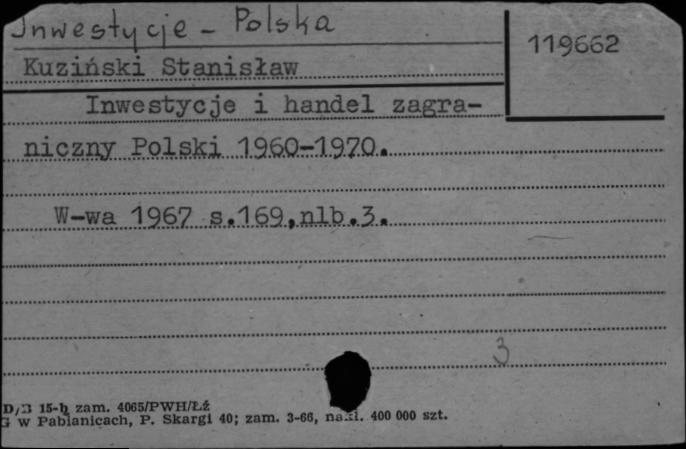 Inwestycje - Polska
119662
Kuziński Stanisław
Inwestycje i handel zagra-
niczny Polski 1960-1970.
W-wa 1967 s.169,nlb.3.
3
D/3 15-b zam. 4065/PWH/Łź
G w Pabianicach, P. Skargi 40; zam. 3-66, nakł. 400 000 szt.